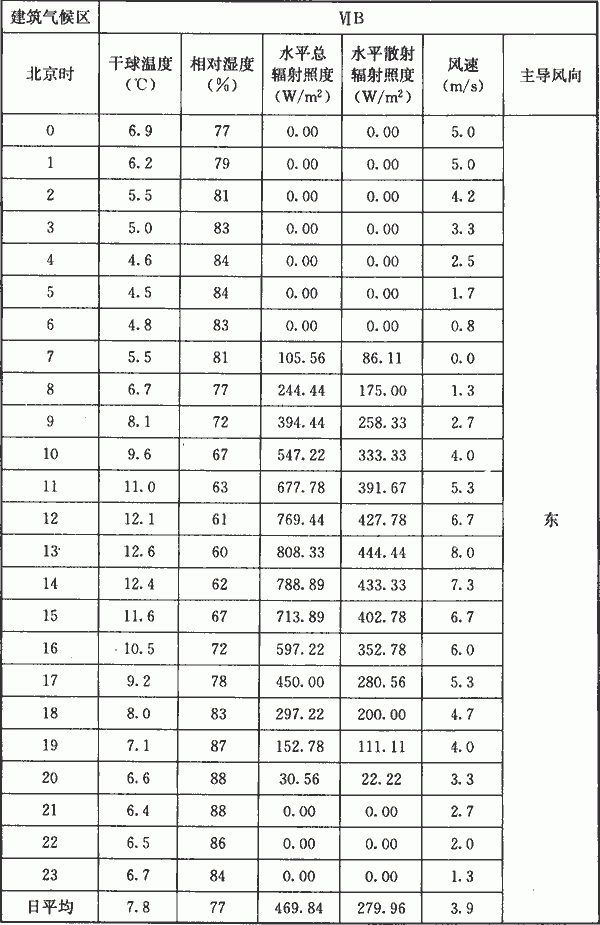 建筑气候区 ⅦB
北京时 干球温度(℃) 相对湿度(%) 水平总辐射照度(W/m²) 水平散射辐射照度(W/m²) 风速(m/s) 主导风向
0 6.9 77 0.00 0.00 5.0
1 6.2 79 0.00 0.00 5.0
2 5.5 81 0.00 0.00 4.2
3 5.0 83 0.00 0.00 3.3
4 4.6 84 0.00 0.00 2.5
5 4.5 84 0.00 0.00 1.7
6 4.8 83 0.00 0.00 0.8
7 5.5 81 105.56 86.11 0.0
8 6.7 77 244.44 175.00 1.3
9 8.1 72 394.44 258.33 2.7
10 9.6 67 547.22 333.33 4.0
11 11.0 63 677.78 391.67 5.3
12 12.1 61 769.44 427.78 6.7 东
13 12.6 60 808.33 444.44 8.0
14 12.4 62 788.89 433.33 7.3
15 11.6 67 713.89 402.78 6.7
16 10.5 72 597.22 352.78 6.0
17 9.2 78 450.00 280.56 5.3
18 8.0 83 297.22 200.00 4.7
19 7.1 87 152.78 111.11 4.0
20 6.6 88 30.56 22.22 3.3
21 6.4 88 0.00 0.00 2.7
22 6.5 86 0.00 0.00 2.0
23 6.7 84 0.00 0.00 1.3
日平均 7.8 77 469.84 279.96 3.9